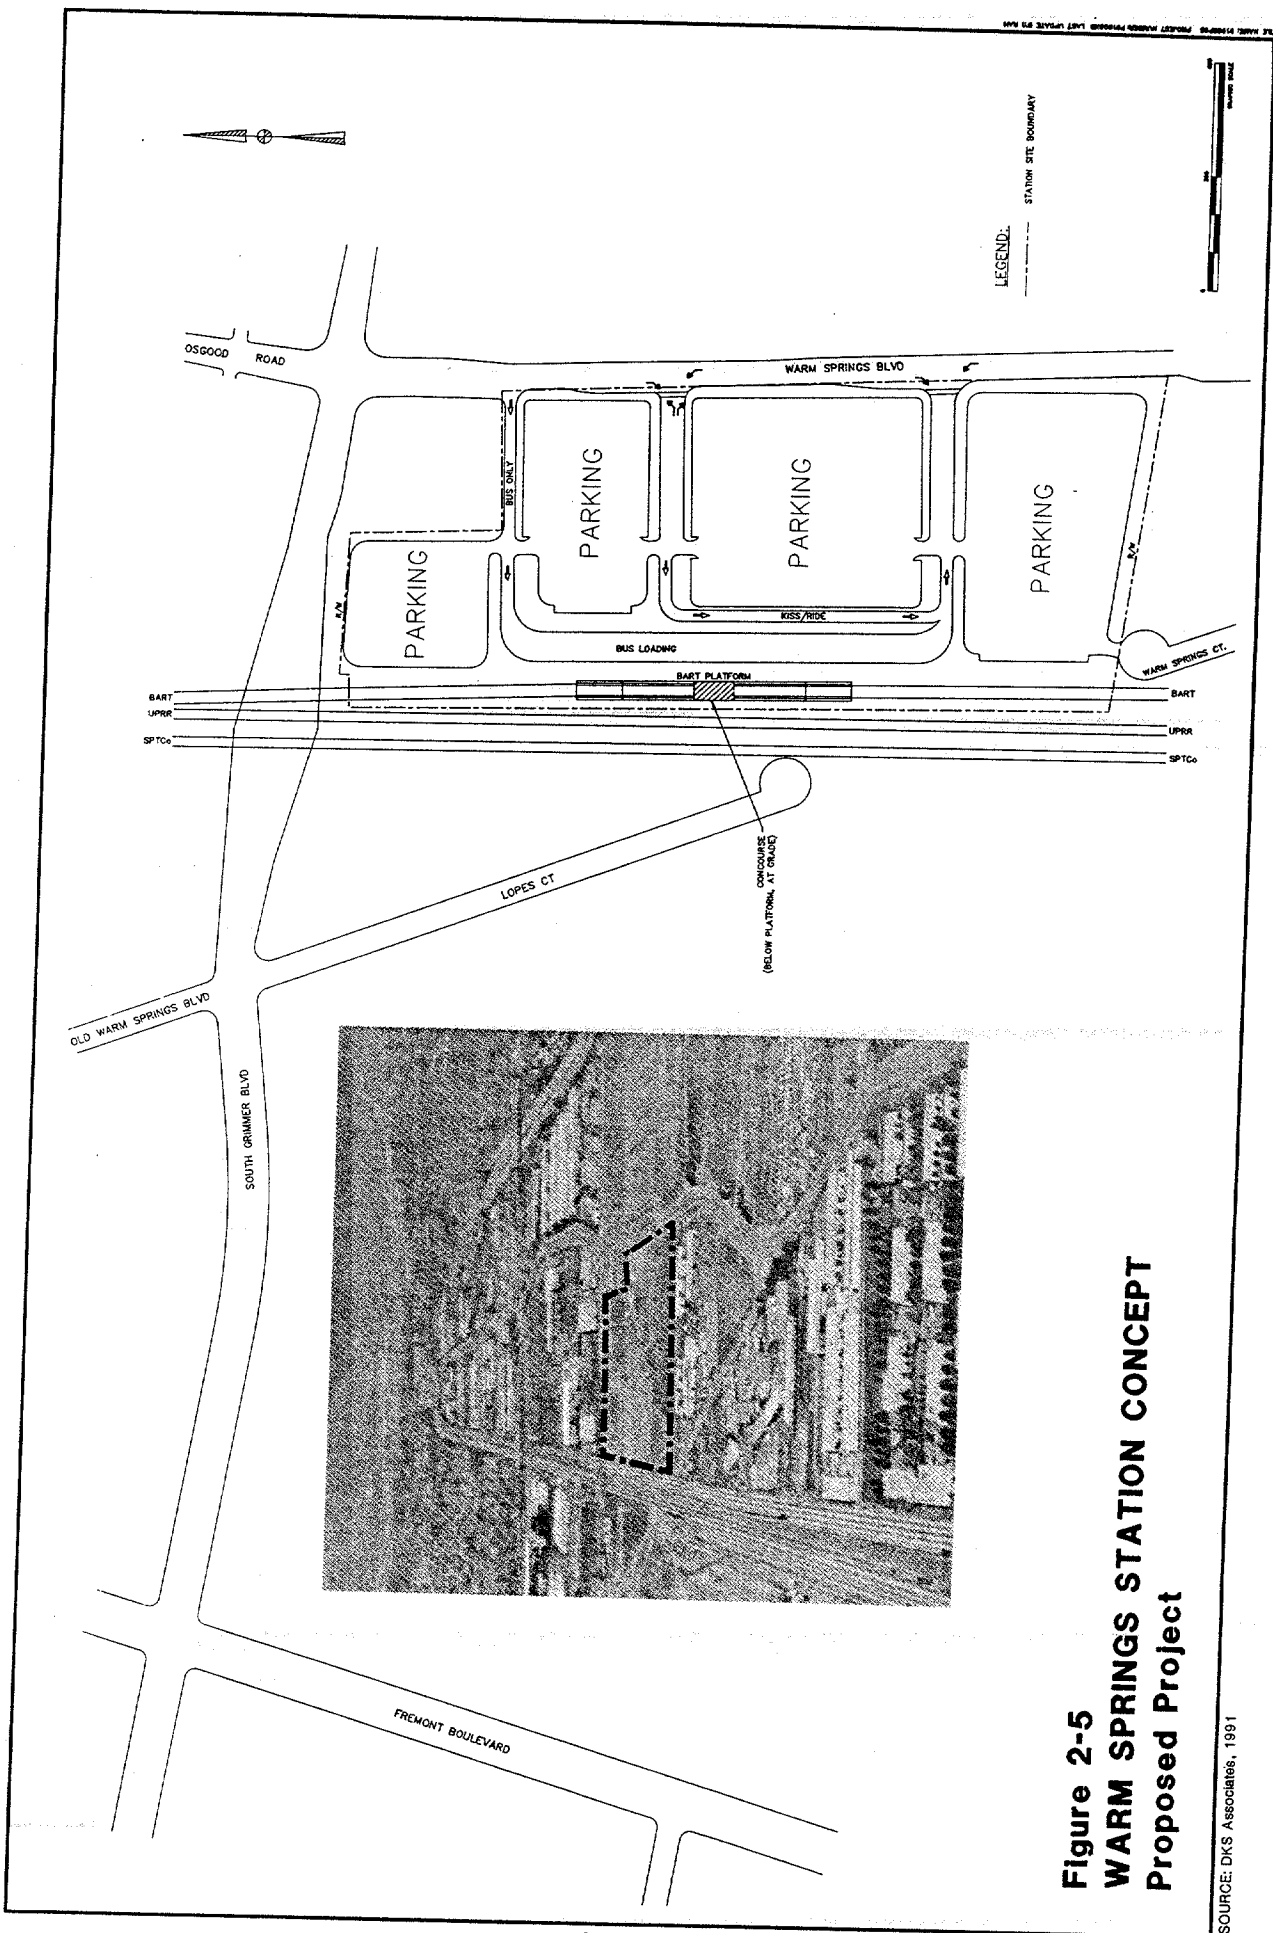 OSGOOD ROAD
WARM SPRINGS BLVD
LEGEND:
STATION SITE BOUNDARY
BUS ONLY
PARKING
PARKING
PARKING
PARKING
R/W
R/W
KISS/RIDE
BUS LOADING
BART PLATFORM
WARM SPRINGS CT.
BART
UPRR
SPTCo
BART
UPRR
SPTCo
CONCOURSE
(BELOW PLATFORM, AT GRADE)
LOPES CT
OLD WARM SPRINGS BLVD
SOUTH GRIMMER BLVD
FREMONT BOULEVARD
Figure 2-5
WARM SPRINGS STATION CONCEPT
Proposed Project
SOURCE: DKS Associates, 1991